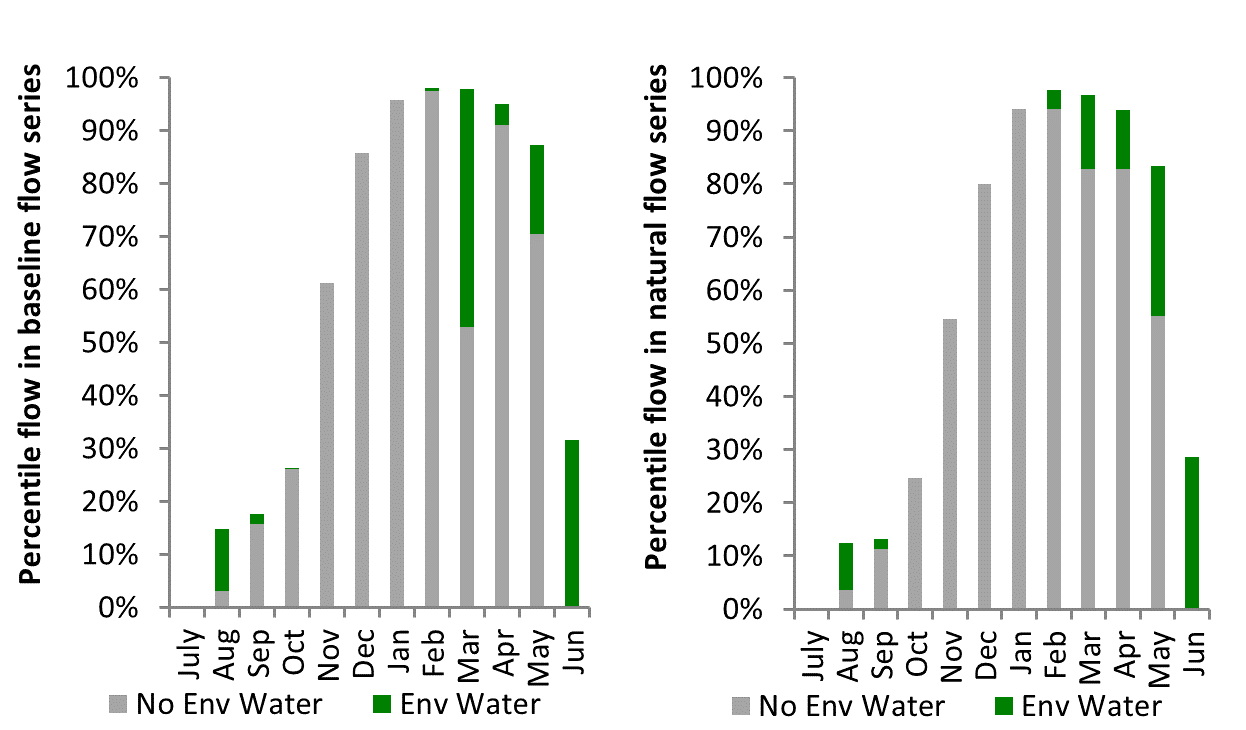 Percentile flow in baseline flow series
100%
90%
80%
70%
60%
50%
40%
30%
20%
10%
0%
July
Aug
Sep
Oct
Nov
Dec
Jan
Feb
Mar
Apr
May
Jun
No Env Water
Env Water
Percentile flow in natural flow series
100%
90%
80%
70%
60%
50%
40%
30%
20%
10%
0%
July
Aug
Sep
Oct
Nov
Dec
Jan
Feb
Mar
Apr
May
Jun
No Env Water
Env Water